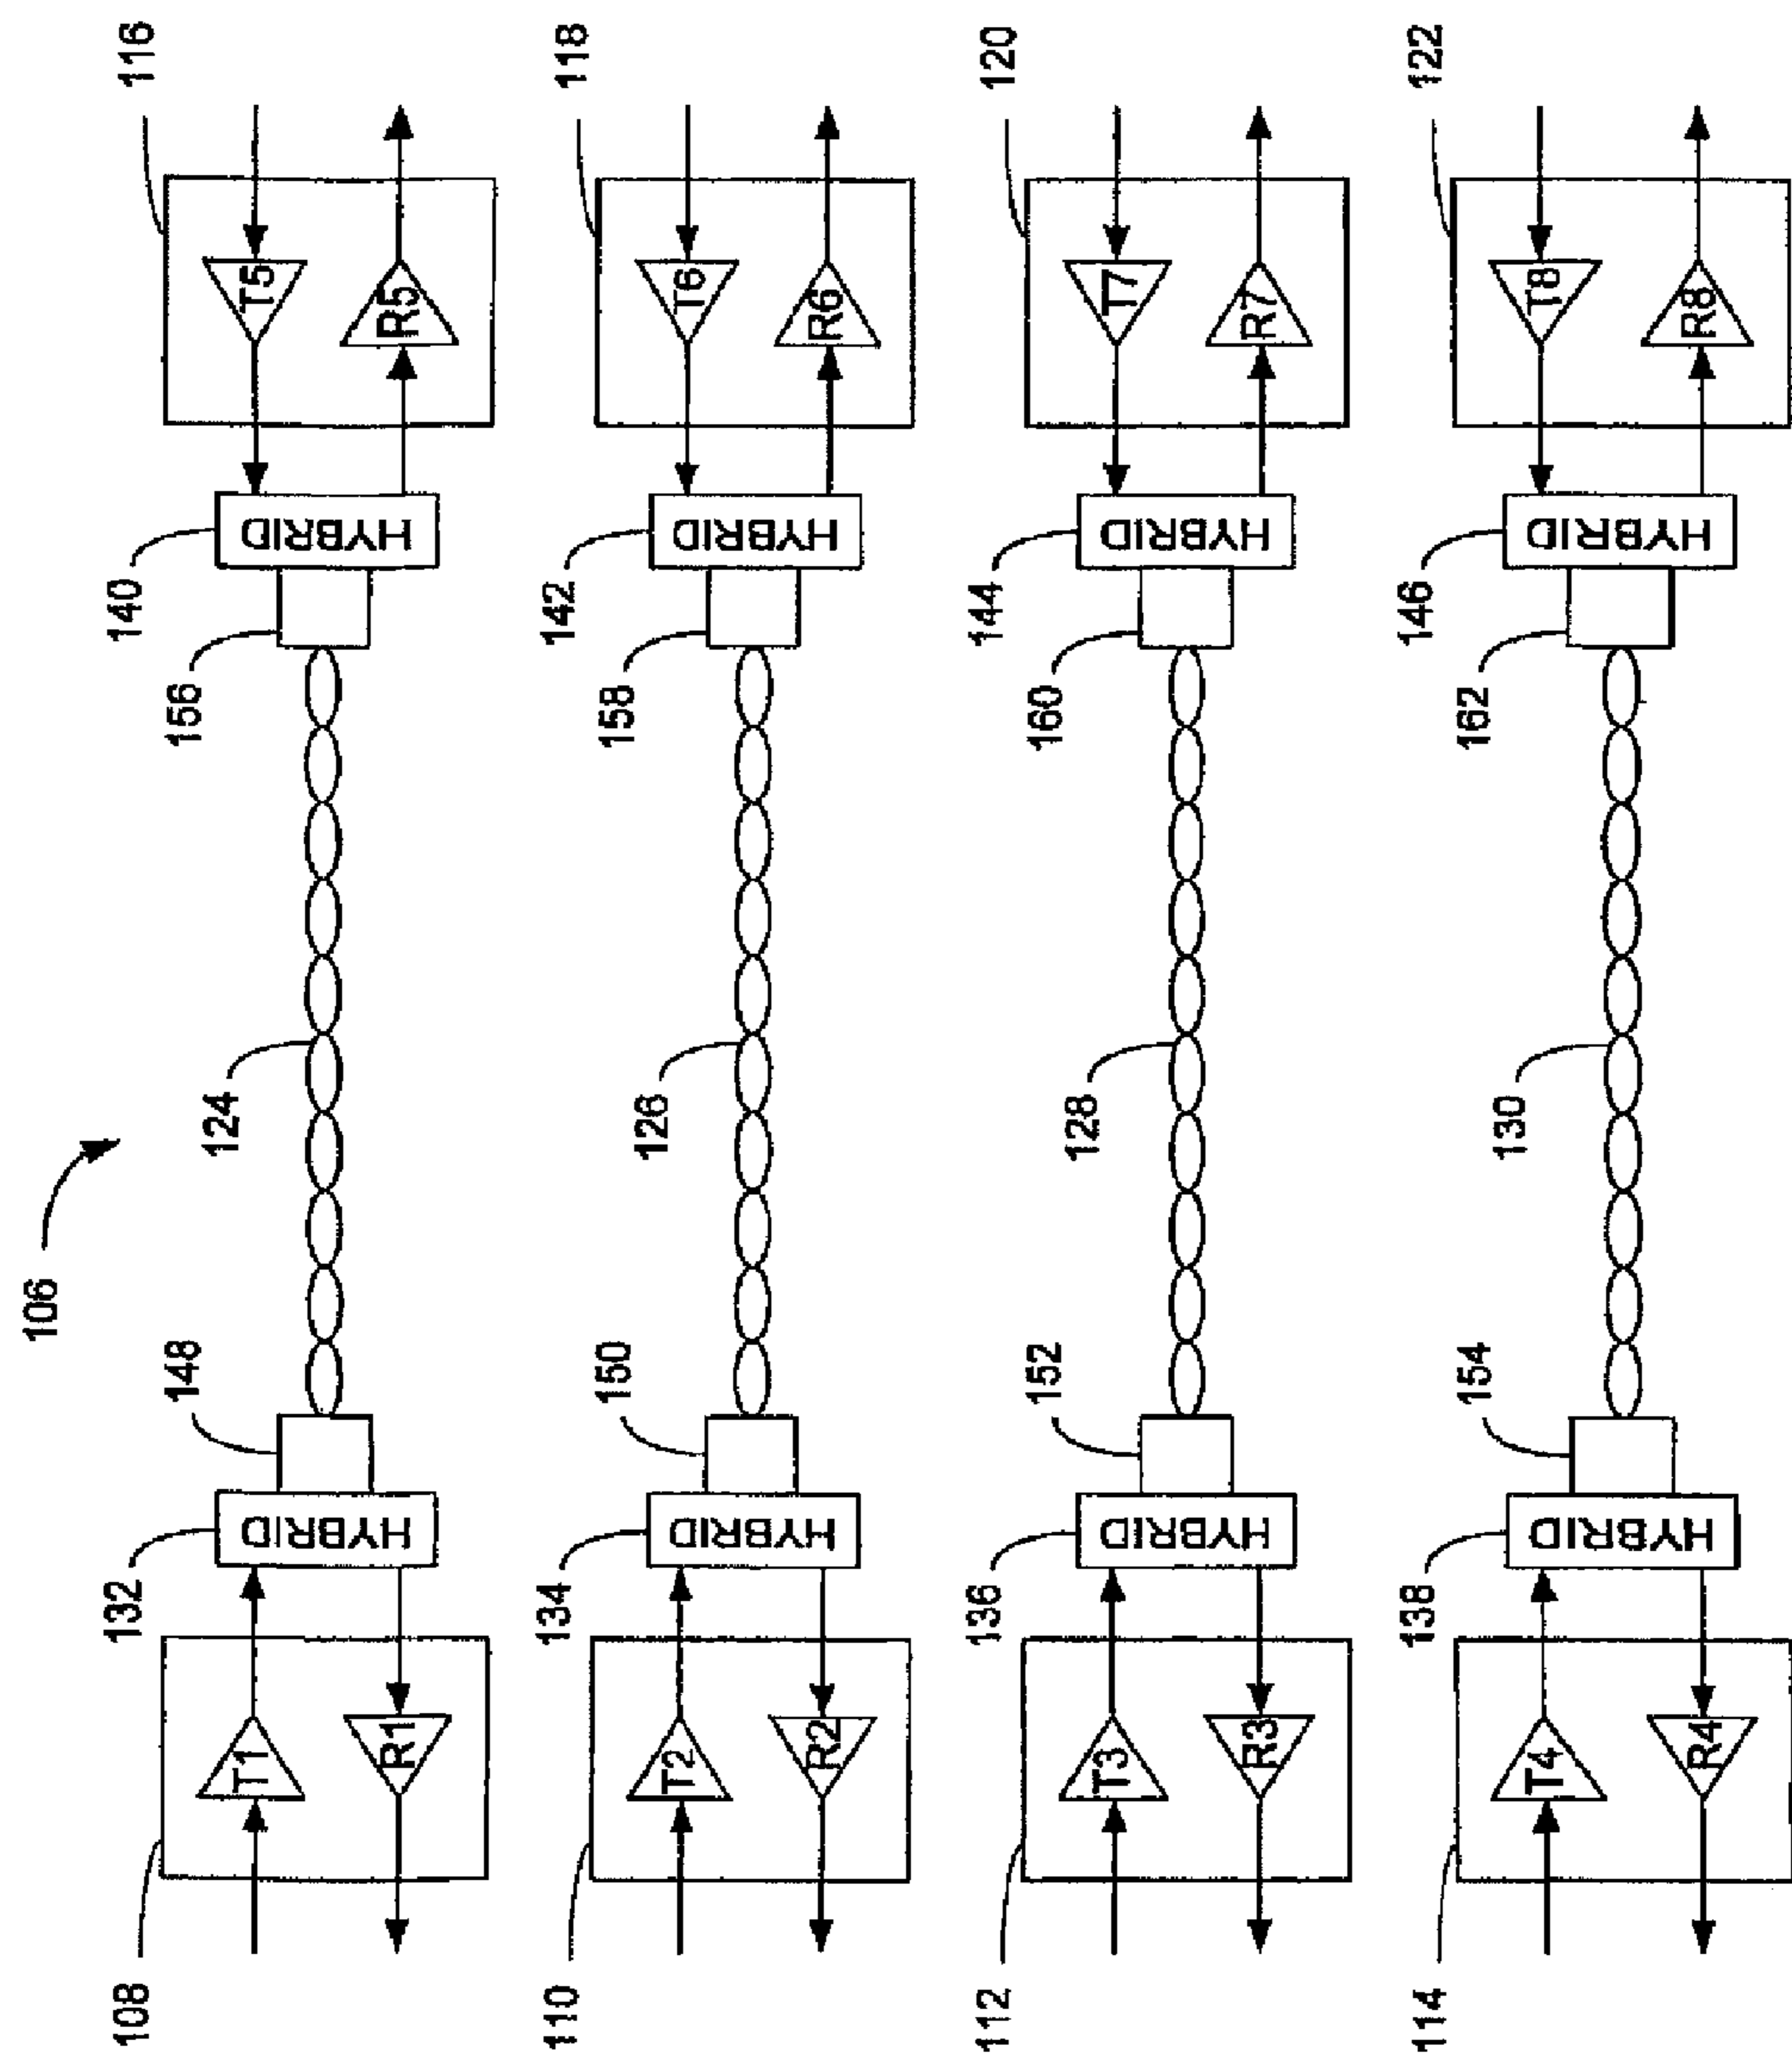 106
108
132
148
124
156
140
116
T1
R1
HYBRID
HYBRID
T5
R5
110
134
150
126
158
142
118
T2
R2
HYBRID
HYBRID
T6
R6
112
136
152
128
160
144
120
T3
R3
HYBRID
HYBRID
T7
R7
114
138
154
130
162
146
122
T4
R4
HYBRID
HYBRID
T8
R8